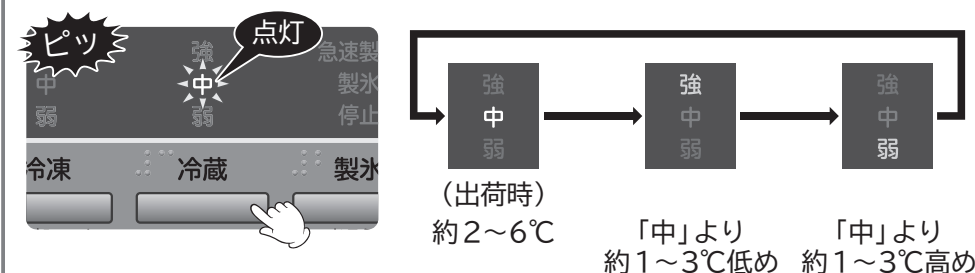 ピッ
点灯
強 急速製
中 中 製氷
弱 弱 停止
冷凍 冷蔵 製氷
強 強 強
中 中 中
弱 弱 弱
(出荷時)
約2~6℃
「中」より
約1~3℃低め
「中」より
約1~3℃高め